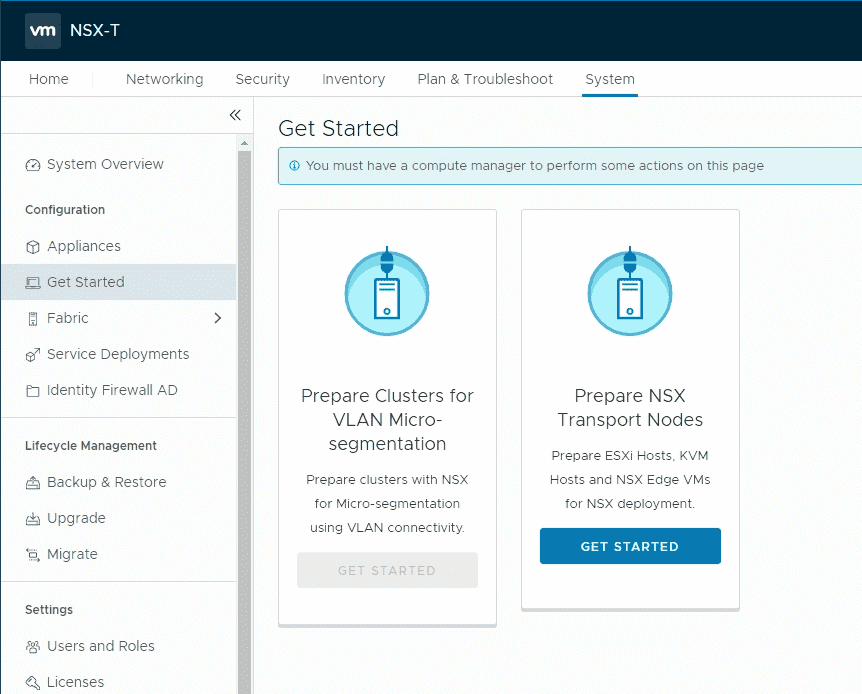 vm NSX-T
Home Networking Security Inventory Plan & Troubleshoot System
System Overview
Configuration
Appliances
Get Started
Fabric
Service Deployments
Identity Firewall AD
Lifecycle Management
Backup & Restore
Upgrade
Migrate
Settings
Users and Roles
Licenses
Get Started
You must have a compute manager to perform some actions on this page
Prepare Clusters for
VLAN Micro-
segmentation
Prepare clusters with NSX
for Micro-segmentation
using VLAN connectivity.
GET STARTED
Prepare NSX
Transport Nodes
Prepare ESXi Hosts, KVM
Hosts and NSX Edge VMs
for NSX deployment.
GET STARTED